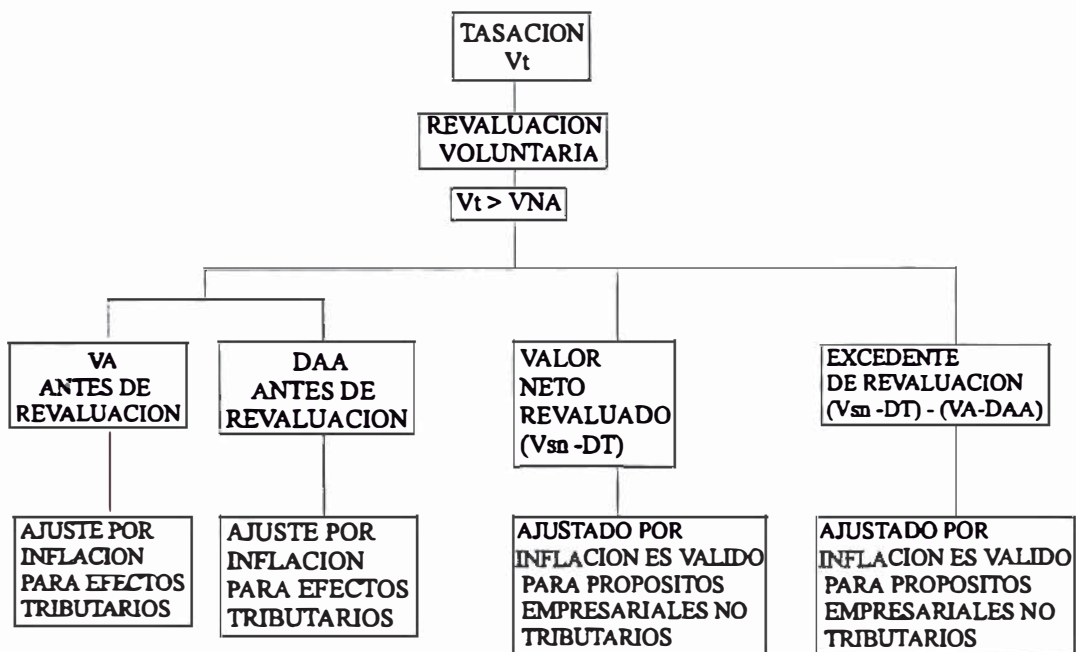 TASACION
Vt
REVALUACION
VOLUNTARIA
Vt > VNA
VA
ANTES DE
REVALUACION
DAA
ANTES DE
REVALUACION
VALOR
NETO
REVALUADO
(Vsn -DT)
EXCEDENTE
DE REVALUACION
(Vsn -DT) - (VA-DAA)
AJUSTE POR
INFLACION
PARA EFECTOS
TRIBUTARIOS
AJUSTE POR
INFLACION
PARA EFECTOS
TRIBUTARIOS
AJUSTADO POR
INFLACION ES VALIDO
PARA PROPOSITOS
EMPRESARIALES NO
TRIBUTARIOS
AJUSTADO POR
INFLACION ES VALIDO
PARA PROPOSITOS
EMPRESARIALES NO
TRIBUTARIOS